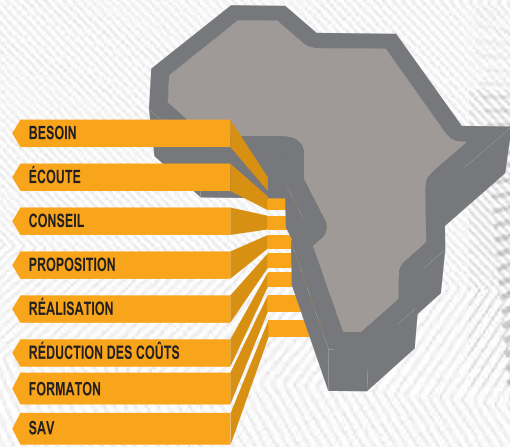 BESOIN
ÉCOUTE
CONSEIL
PROPOSITION
RÉALISATION
RÉDUCTION DES COÛTS
FORMATON
SAV